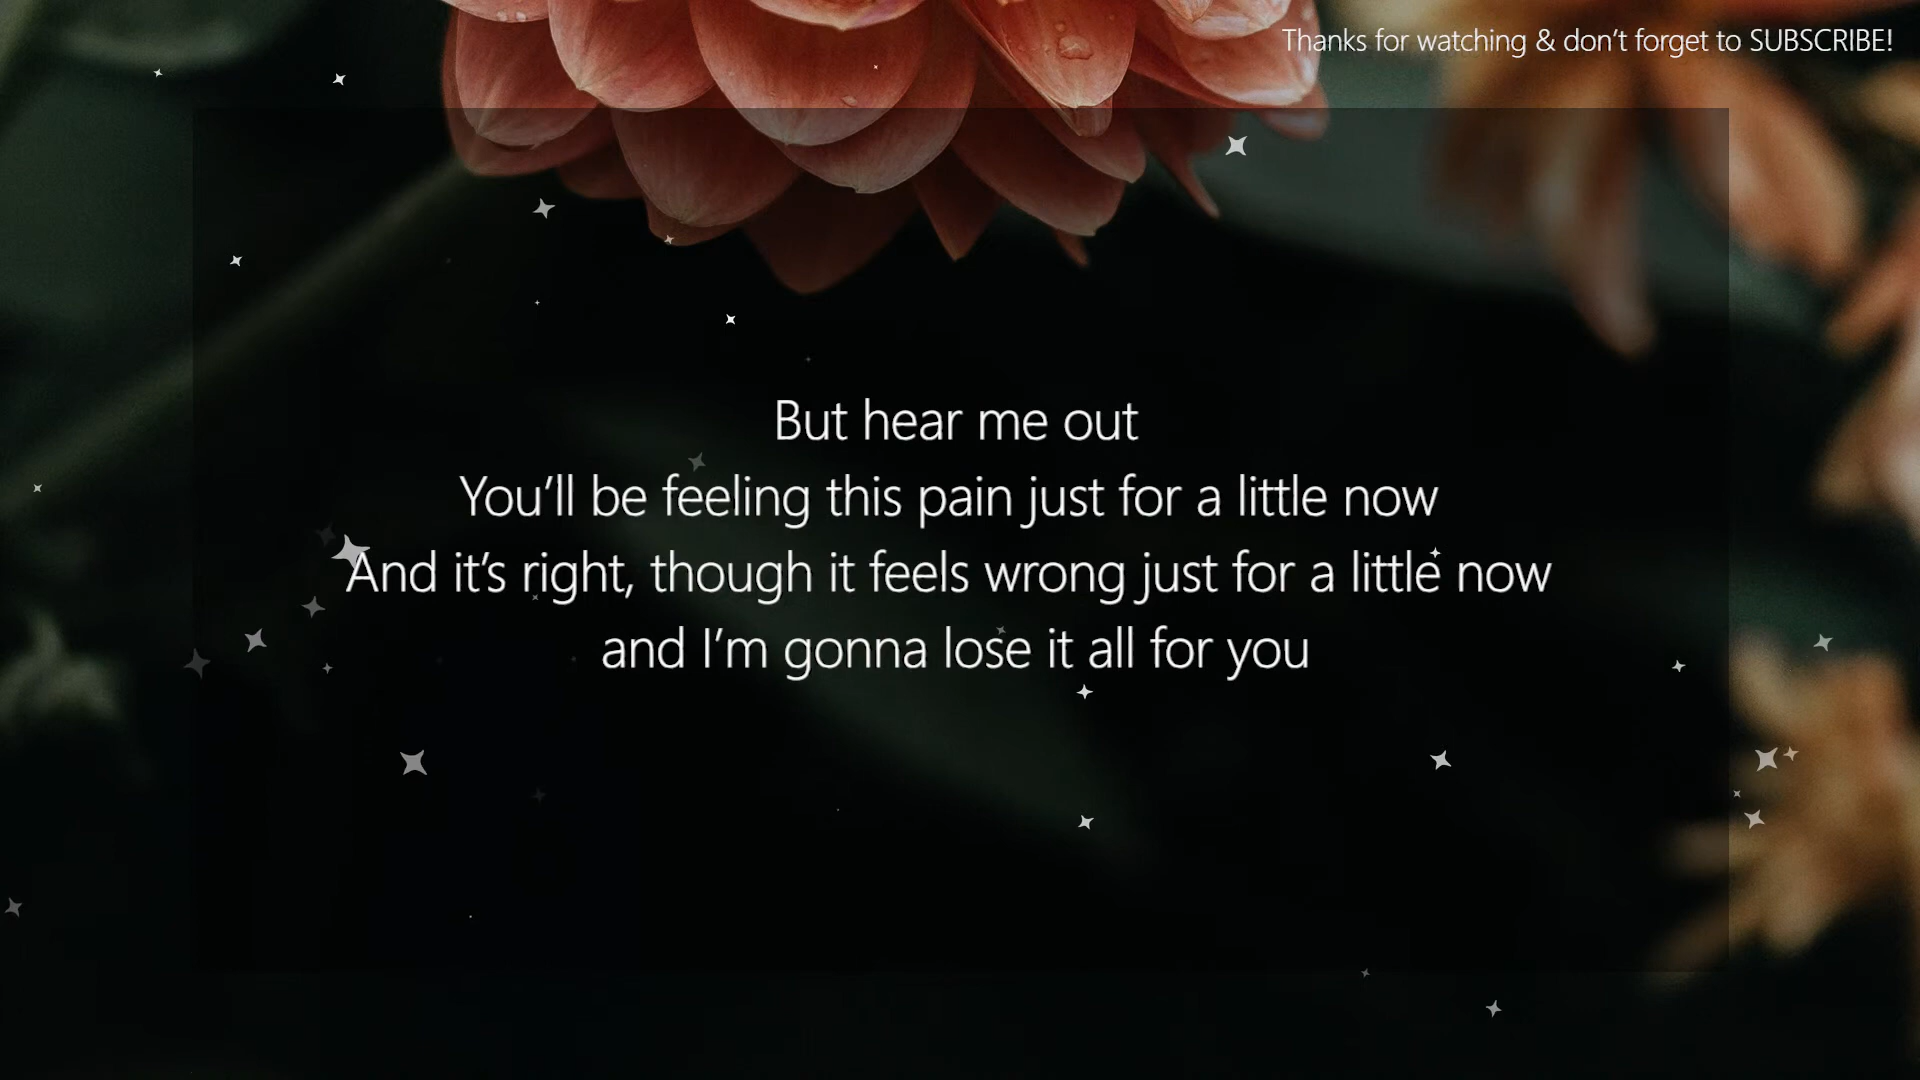 Thanks for watching & don't forget to SUBSCRIBE!
But hear me out
You'll be feeling this pain just for a little now
And it's right, though it feels wrong just for a little now
and I'm gonna lose it all for you